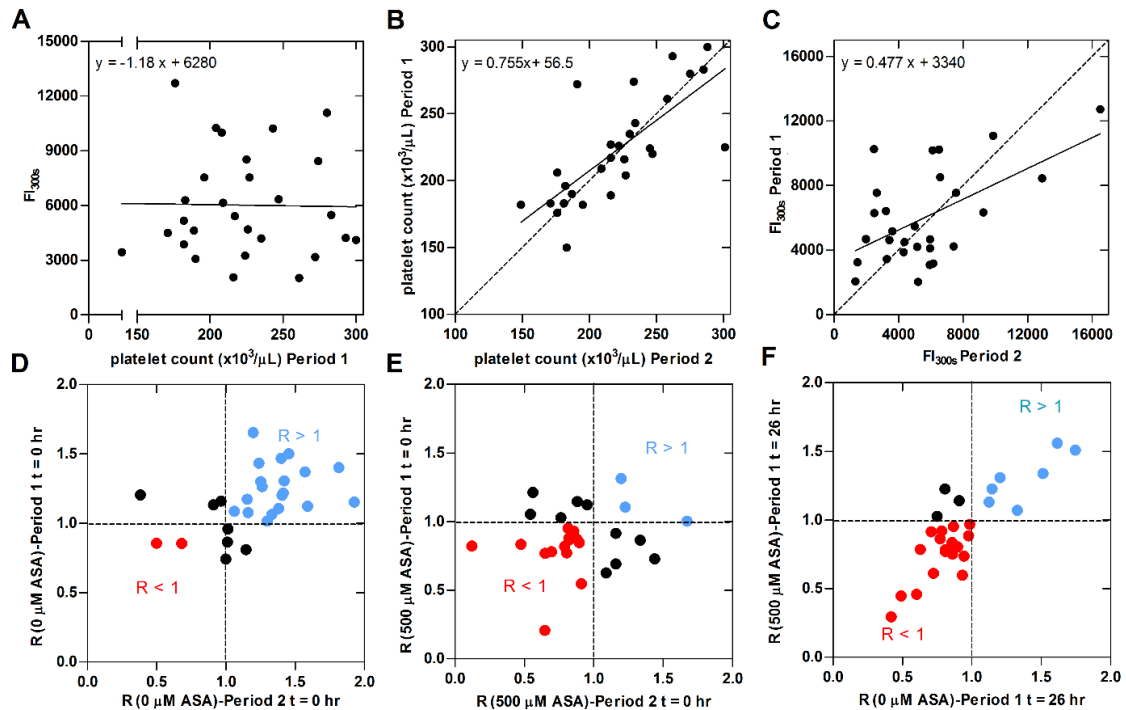 A
15000
12000
9000
6000
3000
0
FI300s
y = -1.18 x + 6280
0
150
200
250
300
platelet count (x10³/μL) Period 1
B
300
250
200
150
100
platelet count (x10³/μL) Period 1
y = 0.755x+ 56.5
100
150
200
250
300
platelet count (x10³/μL) Period 2
C
16000
12000
8000
4000
0
FI300s Period 1
y = 0.477 x + 3340
0
4000
8000
12000
16000
FI300s Period 2
D
2.0
1.5
1.0
0.5
0.0
R (0 μM ASA)-Period 1 t = 0 hr
R > 1
R < 1
0.0
0.5
1.0
1.5
2.0
R (0 μM ASA)-Period 2 t = 0 hr
E
2.0
1.5
1.0
0.5
0.0
R (500 μM ASA)-Period 1 t = 0 hr
R > 1
R < 1
0.0
0.5
1.0
1.5
2.0
R (500 μM ASA)-Period 2 t = 0 hr
F
2.0
1.5
1.0
0.5
0.0
R (500 μM ASA)-Period 1 t = 26 hr
R > 1
R < 1
0.0
0.5
1.0
1.5
2.0
R (0 μM ASA)-Period 1 t = 26 hr